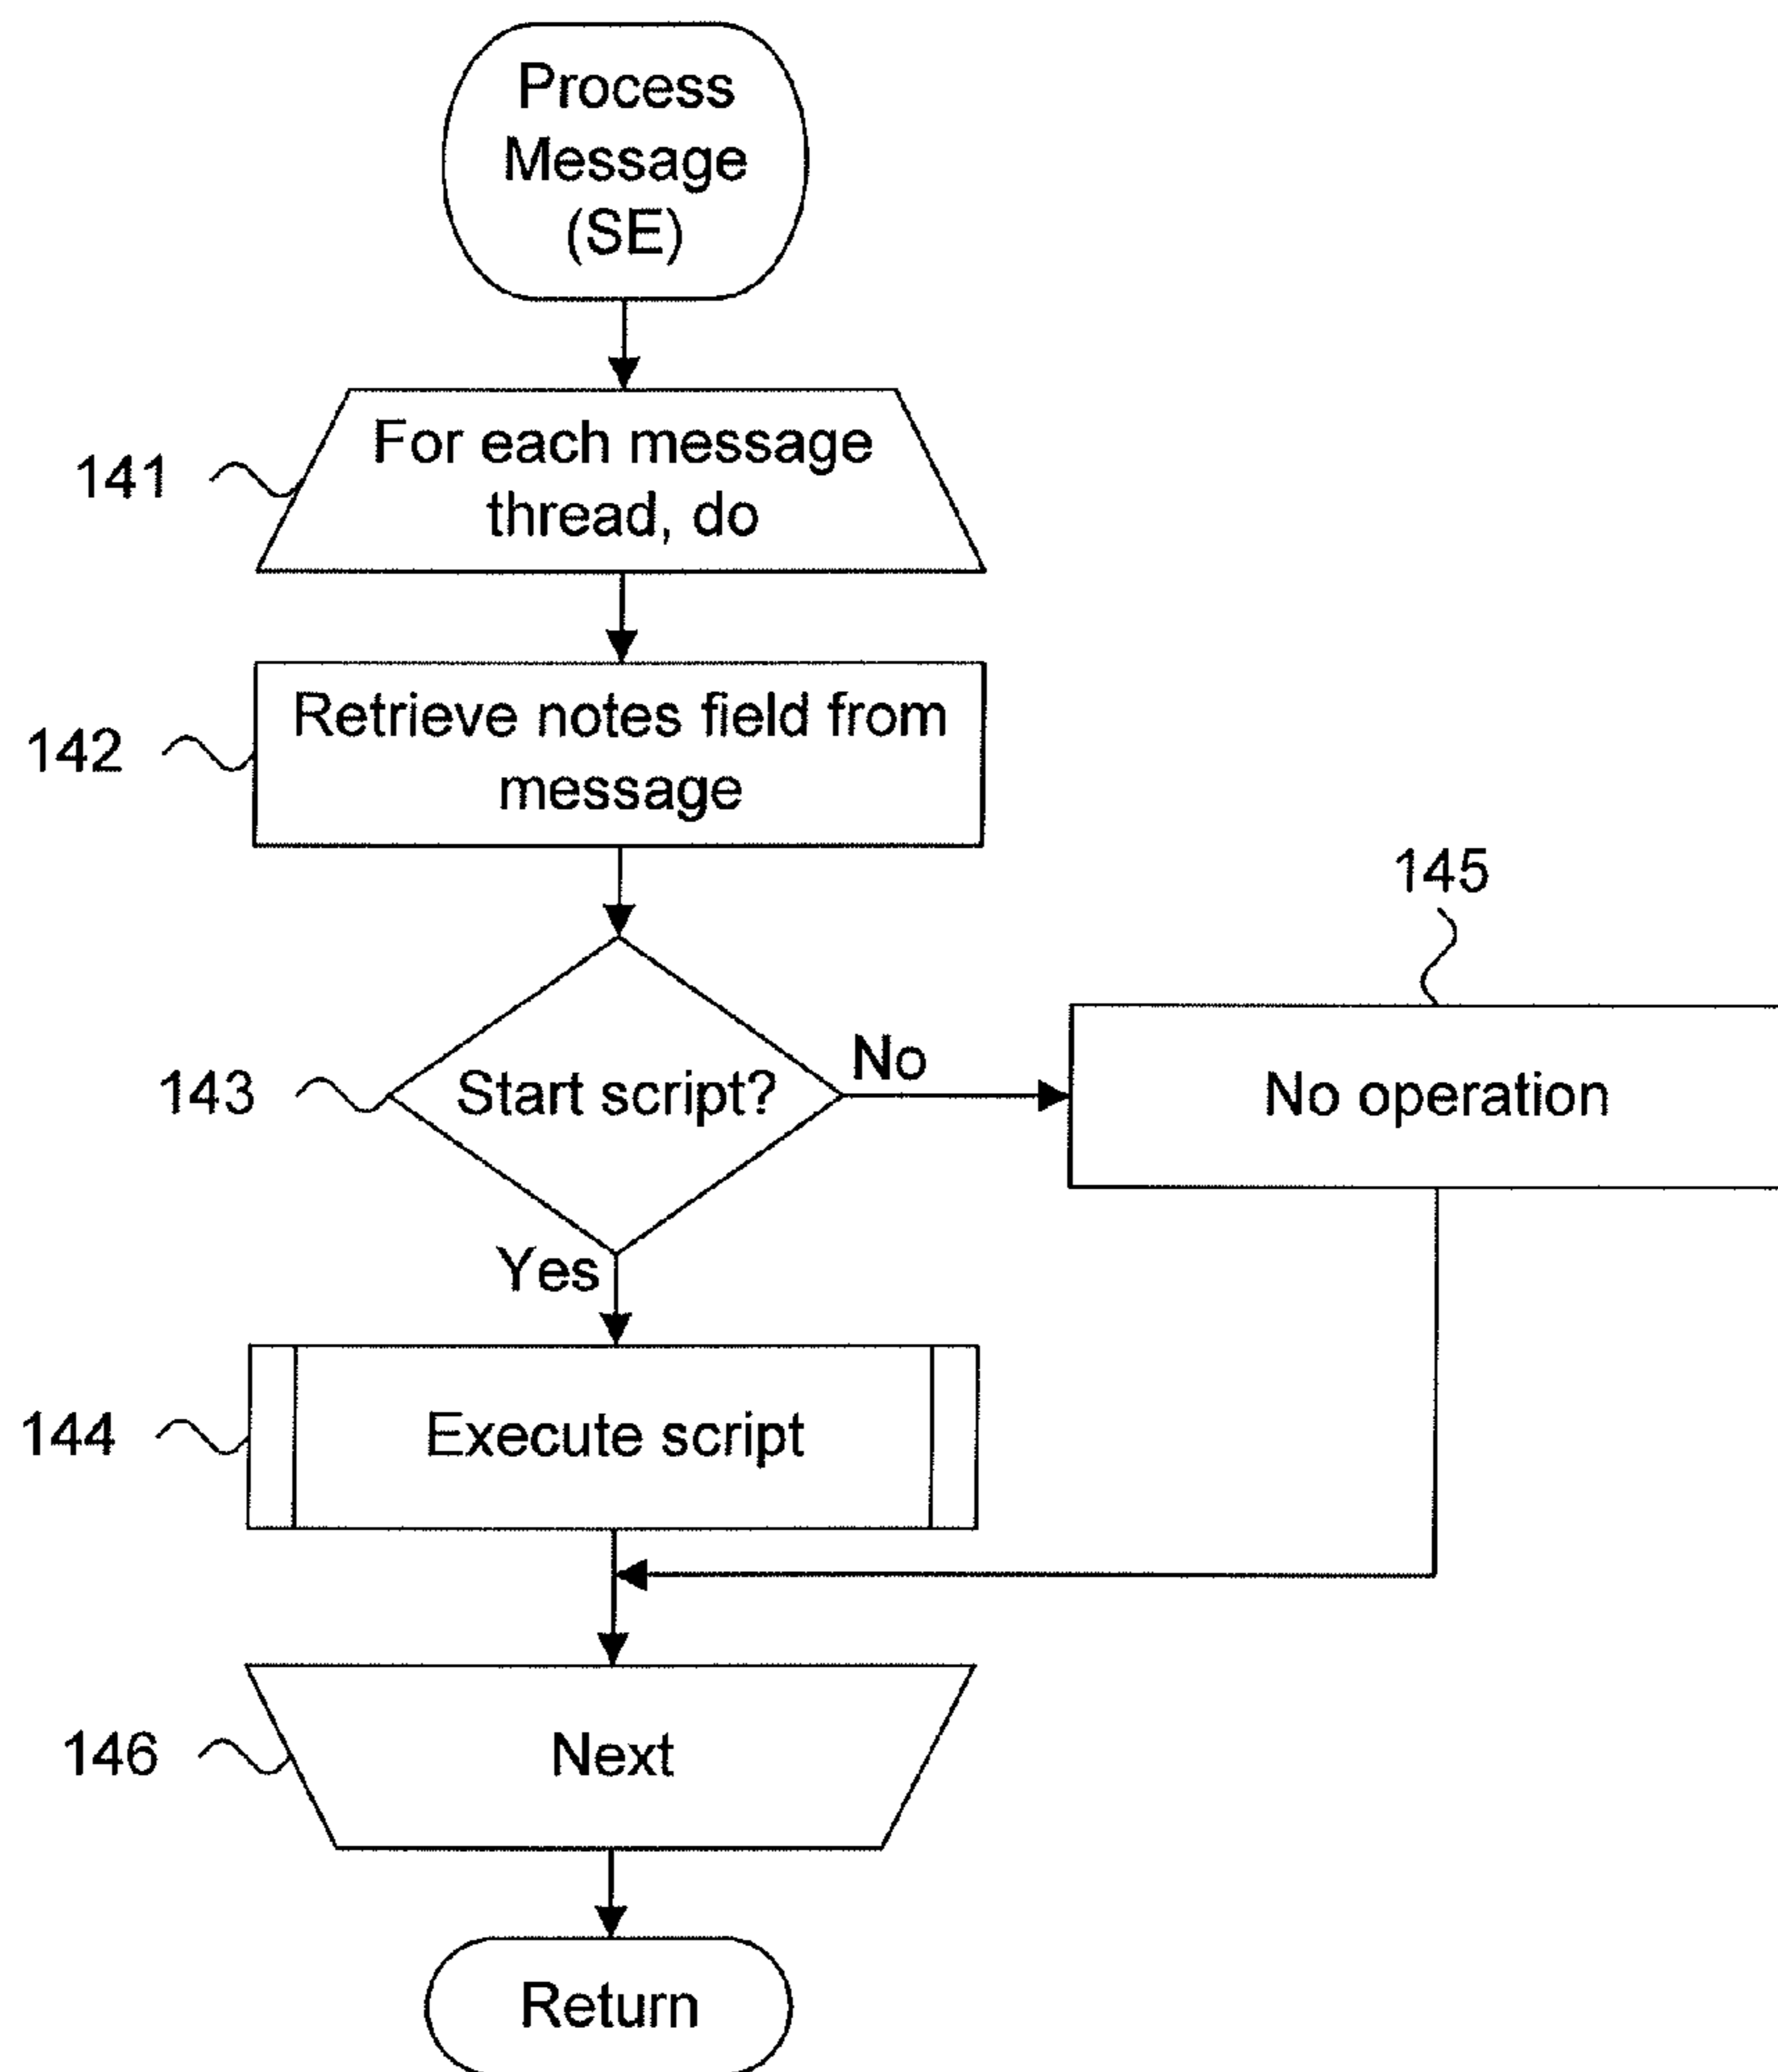 Process
Message
(SE)
141
For each message
thread, do
142
Retrieve notes field from
message
145
143
Start script?
No
No operation
Yes
144
Execute script
146
Next
Return